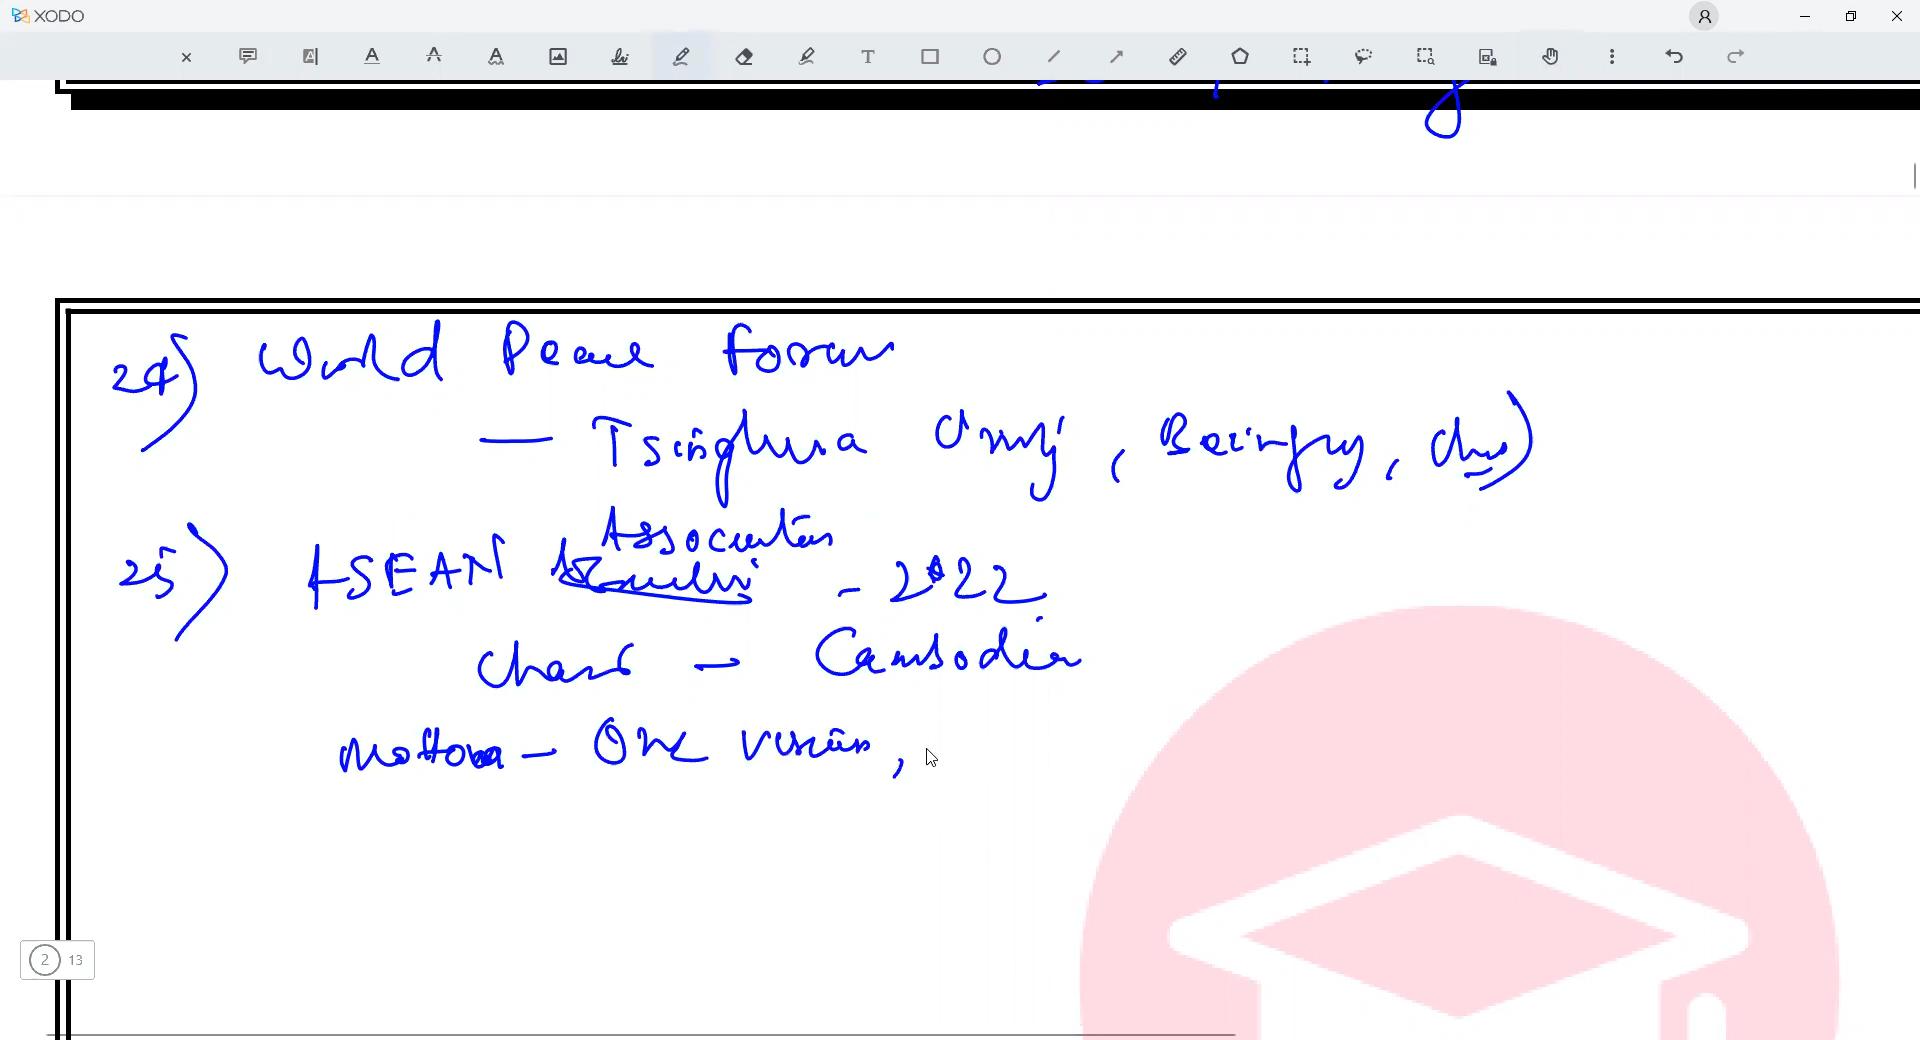 XODO
24) World Peace Forum
— Tsinghua Univ, Beijing, China)
Association
25) ASEAN - 2022
Chair - Cambodia
Motto - One vision,
2 13